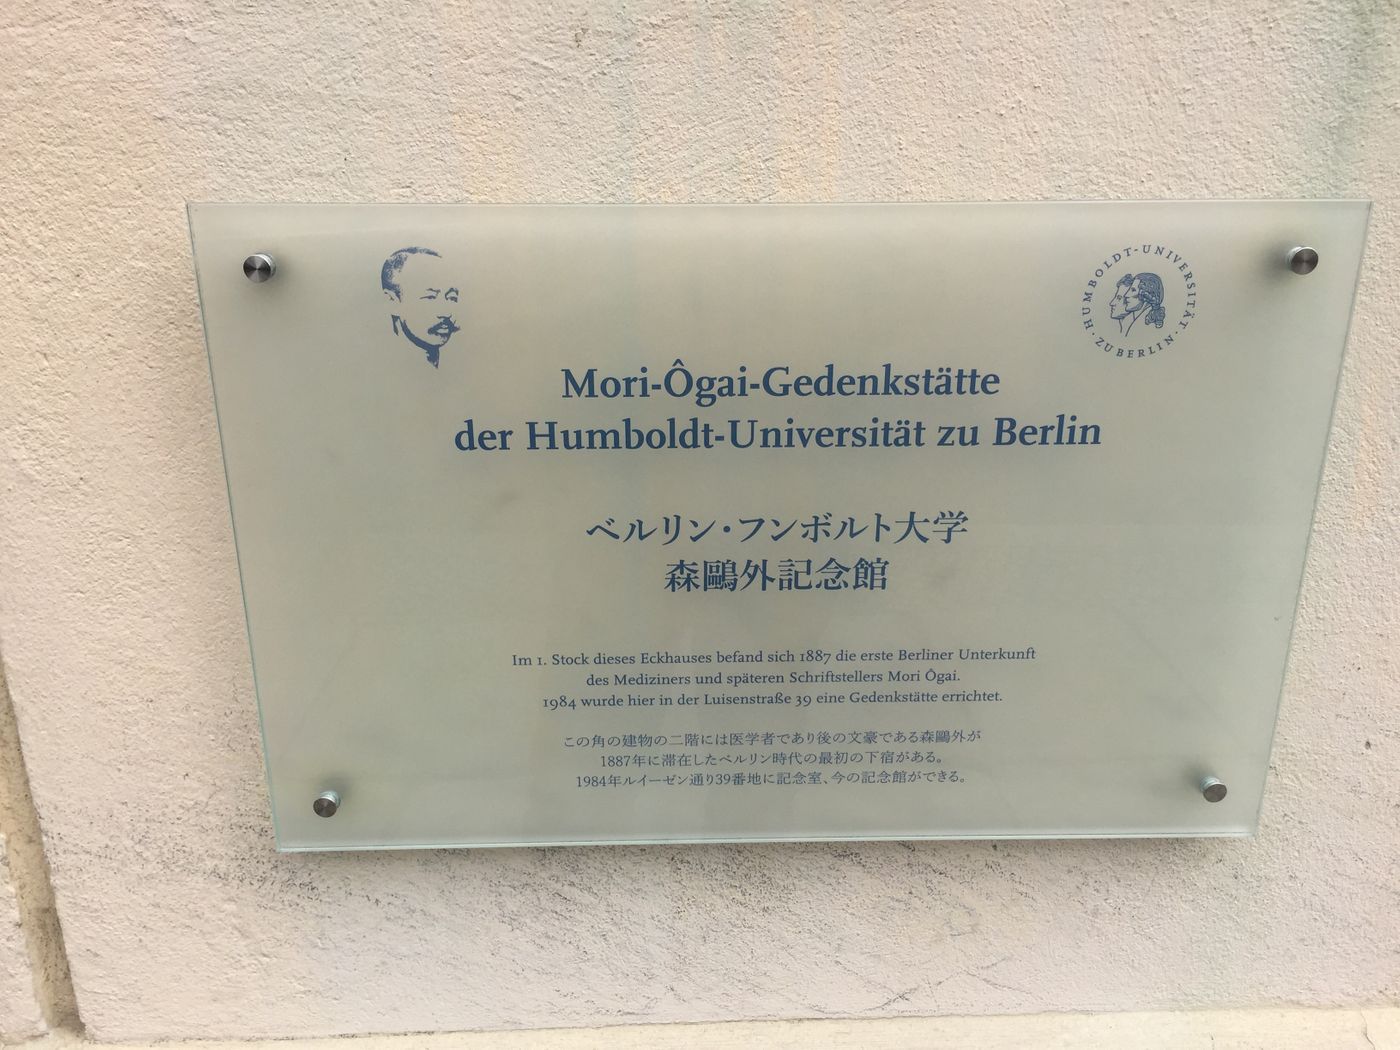 HUMBOLDT-UNIVERSITÄT · ZU BERLIN ·
Mori-Ôgai-Gedenkstätte
der Humboldt-Universität zu Berlin
ベルリン・フンボルト大学
森鷗外記念館
Im 1. Stock dieses Eckhauses befand sich 1887 die erste Berliner Unterkunft
des Mediziners und späteren Schriftstellers Mori Ôgai.
1984 wurde hier in der Luisenstraße 39 eine Gedenkstätte errichtet.
この角の建物の二階には医学者であり後の文豪である森鷗外が
1887年に滞在したベルリン時代の最初の下宿がある。
1984年ルイーゼン通り39番地に記念室、今の記念館ができる。